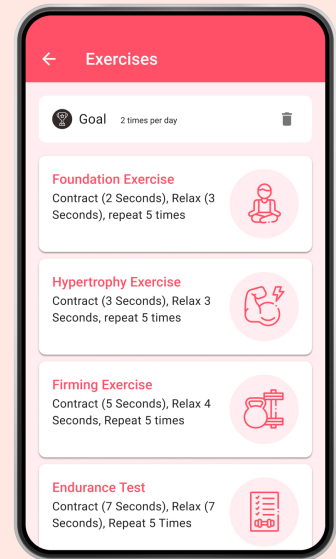 Exercises
Goal 2 times per day
Foundation Exercise
Contract (2 Seconds), Relax (3
Seconds), repeat 5 times
Hypertrophy Exercise
Contract (3 Seconds), Relax 3
Seconds, repeat 5 times
Firming Exercise
Contract (5 Seconds), Relax 4
Seconds, Repeat 5 times
Endurance Test
Contract (7 Seconds), Relax (7
Seconds), Repeat 5 Times